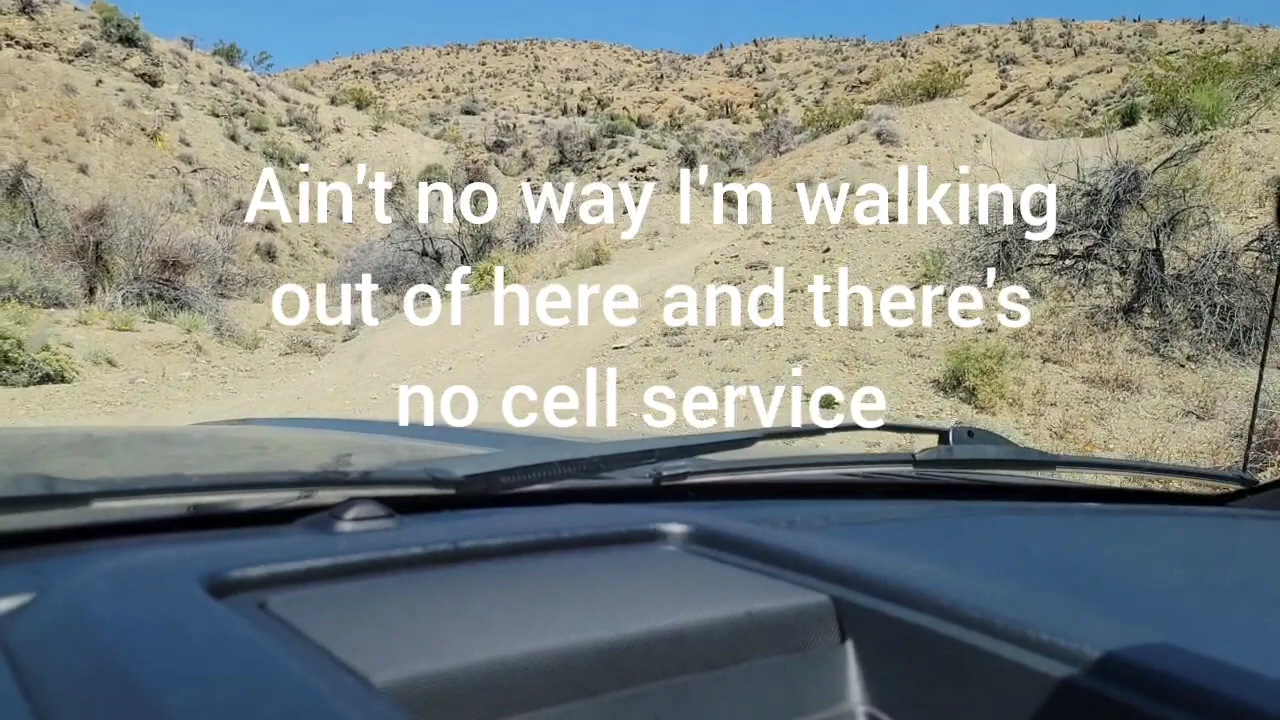 Ain't no way I'm walking
out of here and there's
no cell service